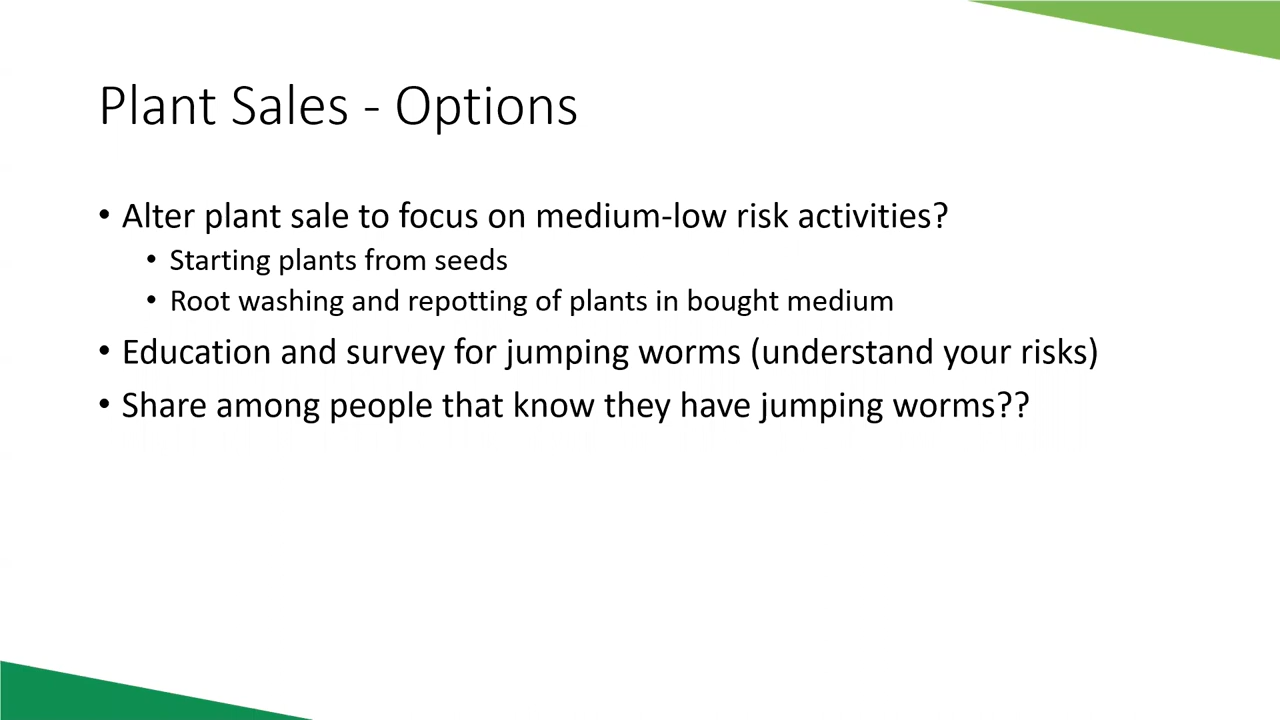 Plant Sales - Options
• Alter plant sale to focus on medium-low risk activities?
• Starting plants from seeds
• Root washing and repotting of plants in bought medium
• Education and survey for jumping worms (understand your risks)
• Share among people that know they have jumping worms??